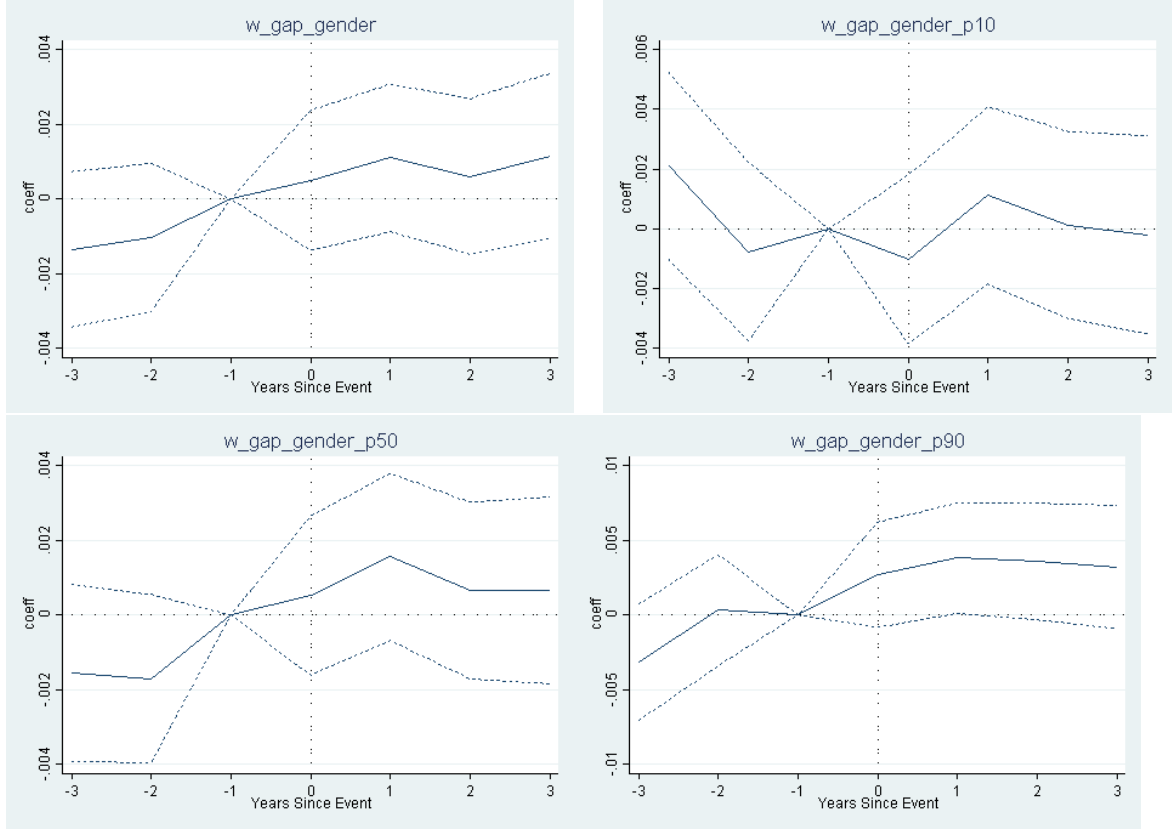 w_gap_gender
.004
.002
0
-.002
-.004
coeff
-3 -2 -1 0 1 2 3
Years Since Event
w_gap_gender_p10
.006
.004
.002
0
-.002
-.004
coeff
-3 -2 -1 0 1 2 3
Years Since Event
w_gap_gender_p50
.004
.002
0
-.002
-.004
coeff
-3 -2 -1 0 1 2 3
Years Since Event
w_gap_gender_p90
.01
.005
0
-.005
-.01
coeff
-3 -2 -1 0 1 2 3
Years Since Event